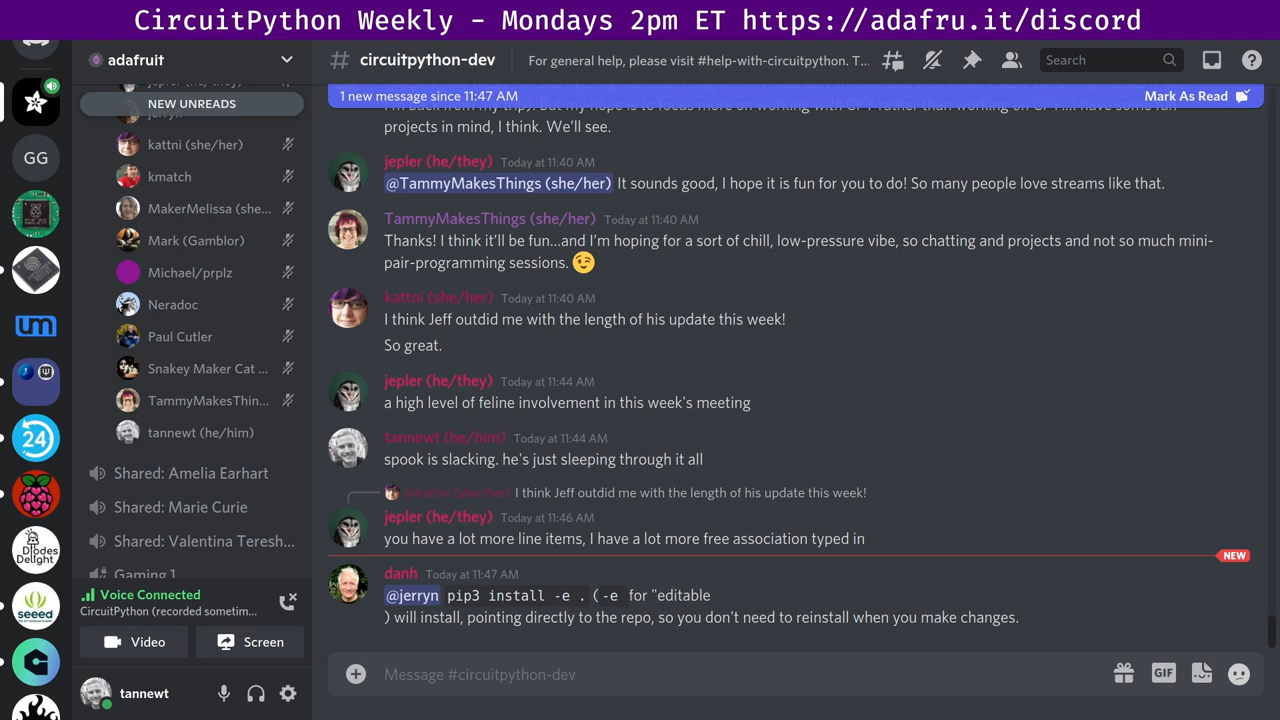 CircuitPython Weekly - Mondays 2pm ET https://adafru.it/discord
adafruit
NEW UNREADS
jerryn
kattni (she/her)
kmatch
MakerMelissa (she...
Mark (Gamblor)
Michael/prplz
Neradoc
Paul Cutler
Snakey Maker Cat ...
TammyMakesThin...
tannewt (he/him)
Shared: Amelia Earhart
Shared: Marie Curie
Shared: Valentina Teresh...
Gaming 1
Voice Connected
CircuitPython (recorded sometim...
Video
Screen
tannewt
GG
um
24
Diodes
Delight
seeed
circuitpython-dev
For general help, please visit #help-with-circuitpython. T...
Search
1 new message since 11:47 AM
Mark As Read
projects in mind, I think. We'll see.
jepler (he/they) Today at 11:40 AM
@TammyMakesThings (she/her) It sounds good, I hope it is fun for you to do! So many people love streams like that.
TammyMakesThings (she/her) Today at 11:40 AM
Thanks! I think it'll be fun...and I'm hoping for a sort of chill, low-pressure vibe, so chatting and projects and not so much mini-
pair-programming sessions. 😉
kattni (she/her) Today at 11:40 AM
I think Jeff outdid me with the length of his update this week!
So great.
jepler (he/they) Today at 11:44 AM
a high level of feline involvement in this week's meeting
tannewt (he/him) Today at 11:44 AM
spook is slacking. he's just sleeping through it all
@kattni (she/her) I think Jeff outdid me with the length of his update this week!
jepler (he/they) Today at 11:46 AM
you have a lot more line items, I have a lot more free association typed in
NEW
danh Today at 11:47 AM
@jerryn pip3 install -e . (-e for "editable
) will install, pointing directly to the repo, so you don't need to reinstall when you make changes.
Message #circuitpython-dev
GIF